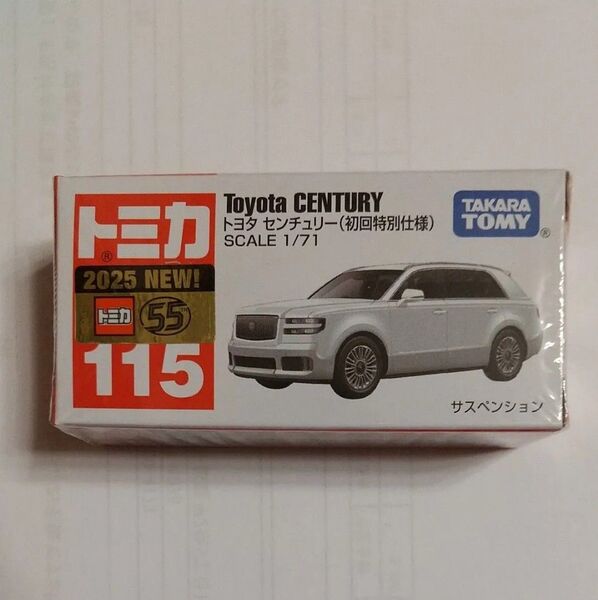 トミカ
®
2025 NEW!
トミカ 55th
115
Toyota CENTURY
トヨタ センチュリー(初回特別仕様)
SCALE 1/71
TAKARA
TOMY
®
サスペンション